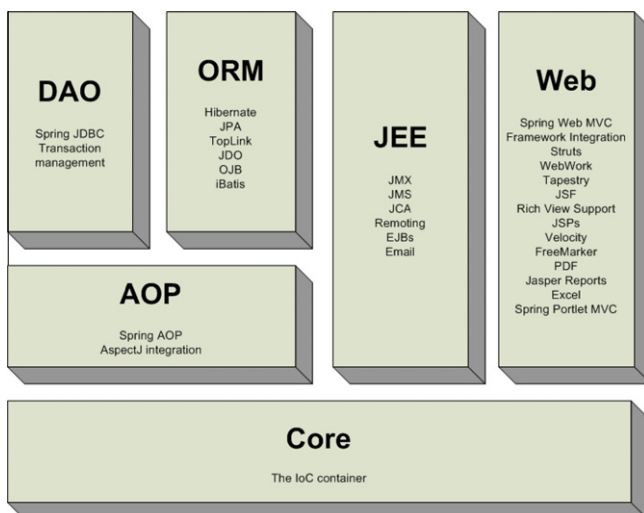 DAO
Spring JDBC
Transaction
management
ORM
Hibernate
JPA
TopLink
JDO
OJB
iBatis
JEE
JMX
JMS
JCA
Remoting
EJBs
Email
Web
Spring Web MVC
Framework Integration
Struts
WebWork
Tapestry
JSF
Rich View Support
JSPs
Velocity
FreeMarker
PDF
Jasper Reports
Excel
Spring Portlet MVC
AOP
Spring AOP
AspectJ integration
Core
The IoC container